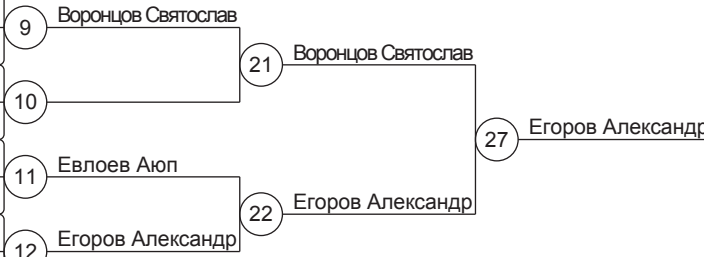 9 Воронцов Святослав
21 Воронцов Святослав
10
27 Егоров Александр
11 Евлоев Аюп
22 Егоров Александр
12 Егоров Александр